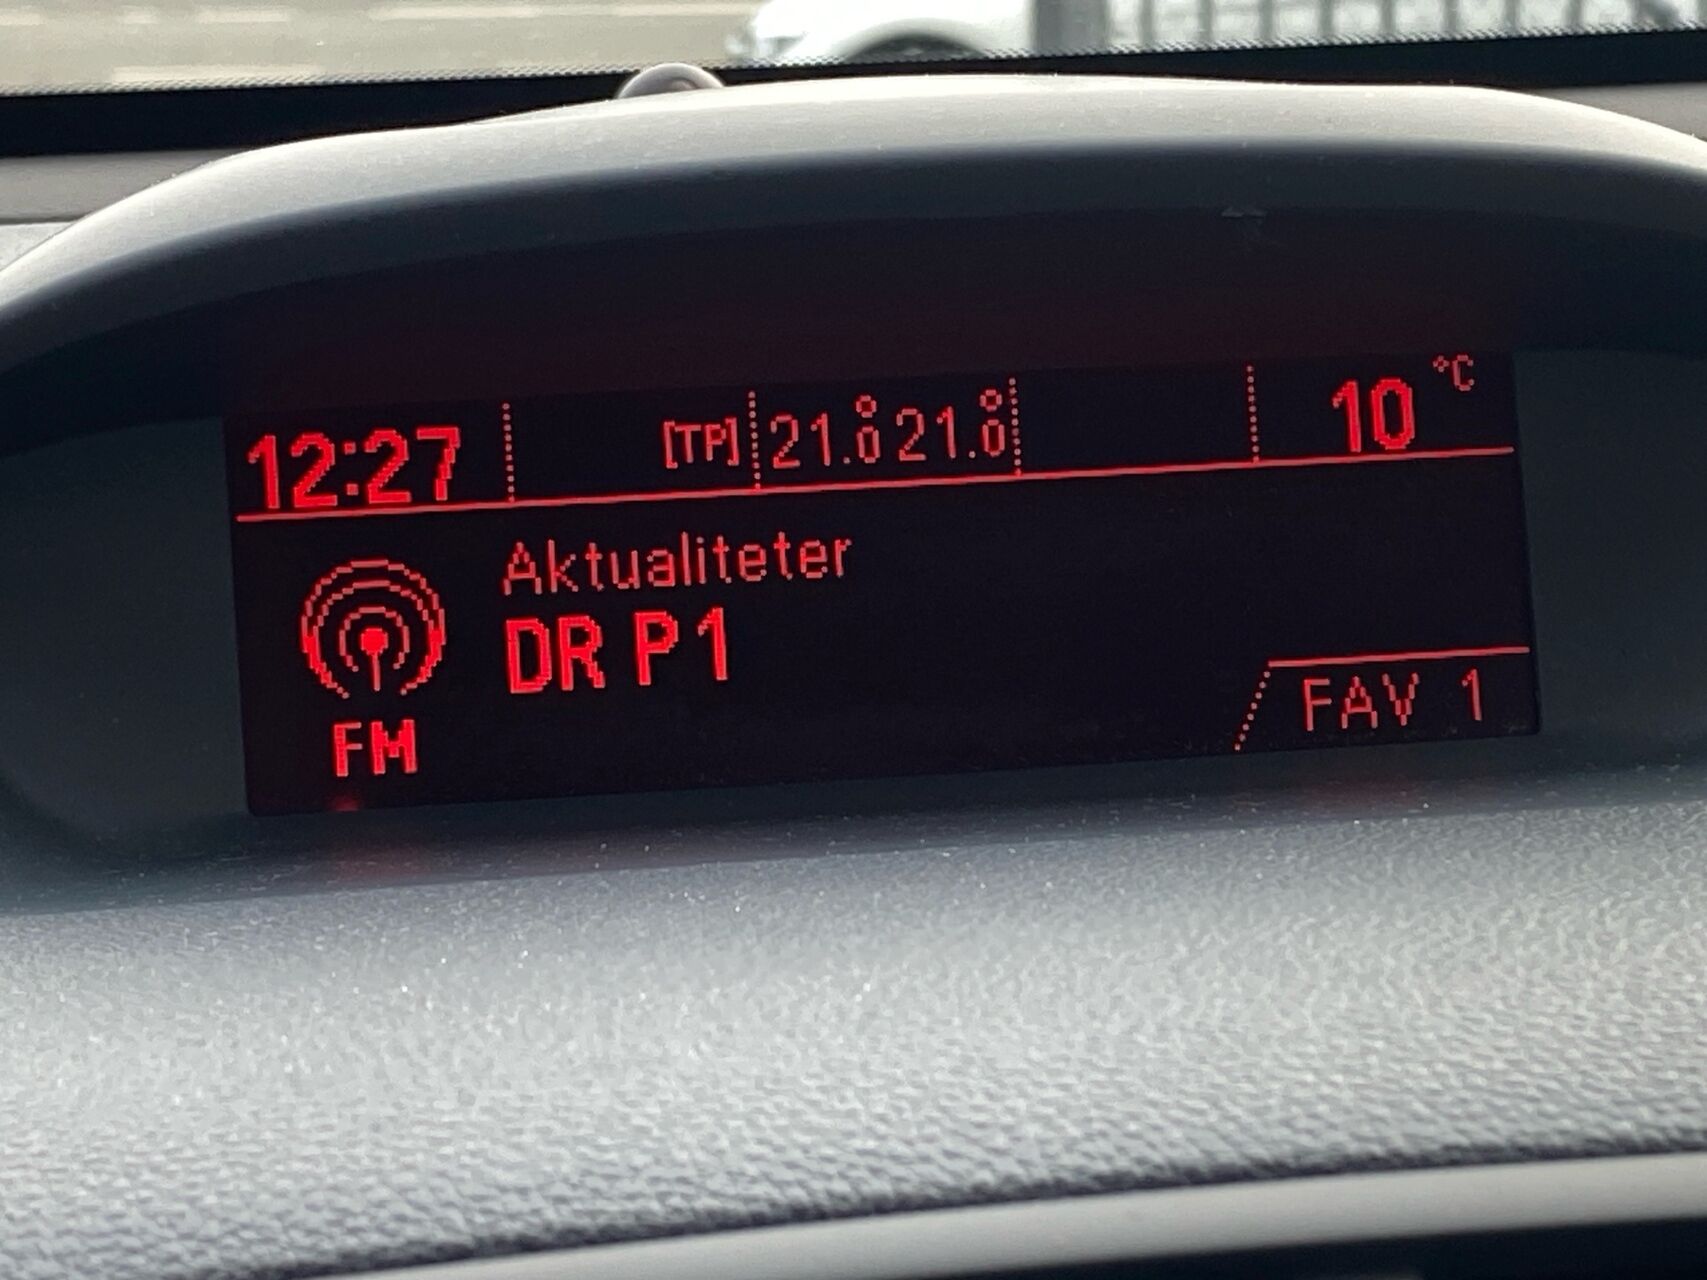 12:27 [TP] 21.0° 21.0° 10 °C
Aktualiteter
DR P1
FM
FAV 1